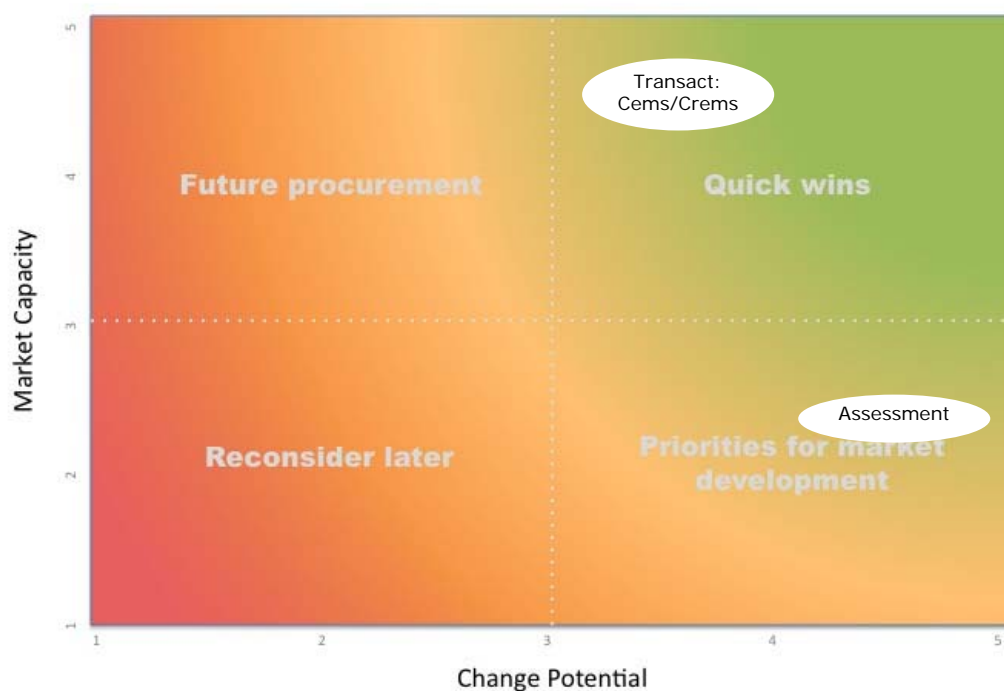 5
Transact:
Cems/Crems
4
Future procurement
Quick wins
Market Capacity
3
Assessment
Reconsider later
Priorities for market
development
2
1
1
2
3
4
5
Change Potential